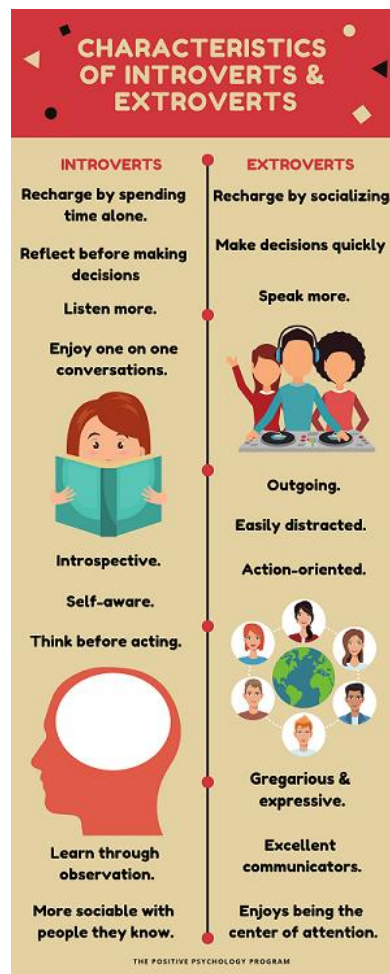 CHARACTERISTICS
OF INTROVERTS &
EXTROVERTS
INTROVERTS
Recharge by spending
time alone.
Reflect before making
decisions
Listen more.
Enjoy one on one
conversations.
Introspective.
Self-aware.
Think before acting.
Learn through
observation.
More sociable with
people they know.
EXTROVERTS
Recharge by socializing
Make decisions quickly
Speak more.
Outgoing.
Easily distracted.
Action-oriented.
Gregarious &
expressive.
Excellent
communicators.
Enjoys being the
center of attention.
THE POSITIVE PSYCHOLOGY PROGRAM